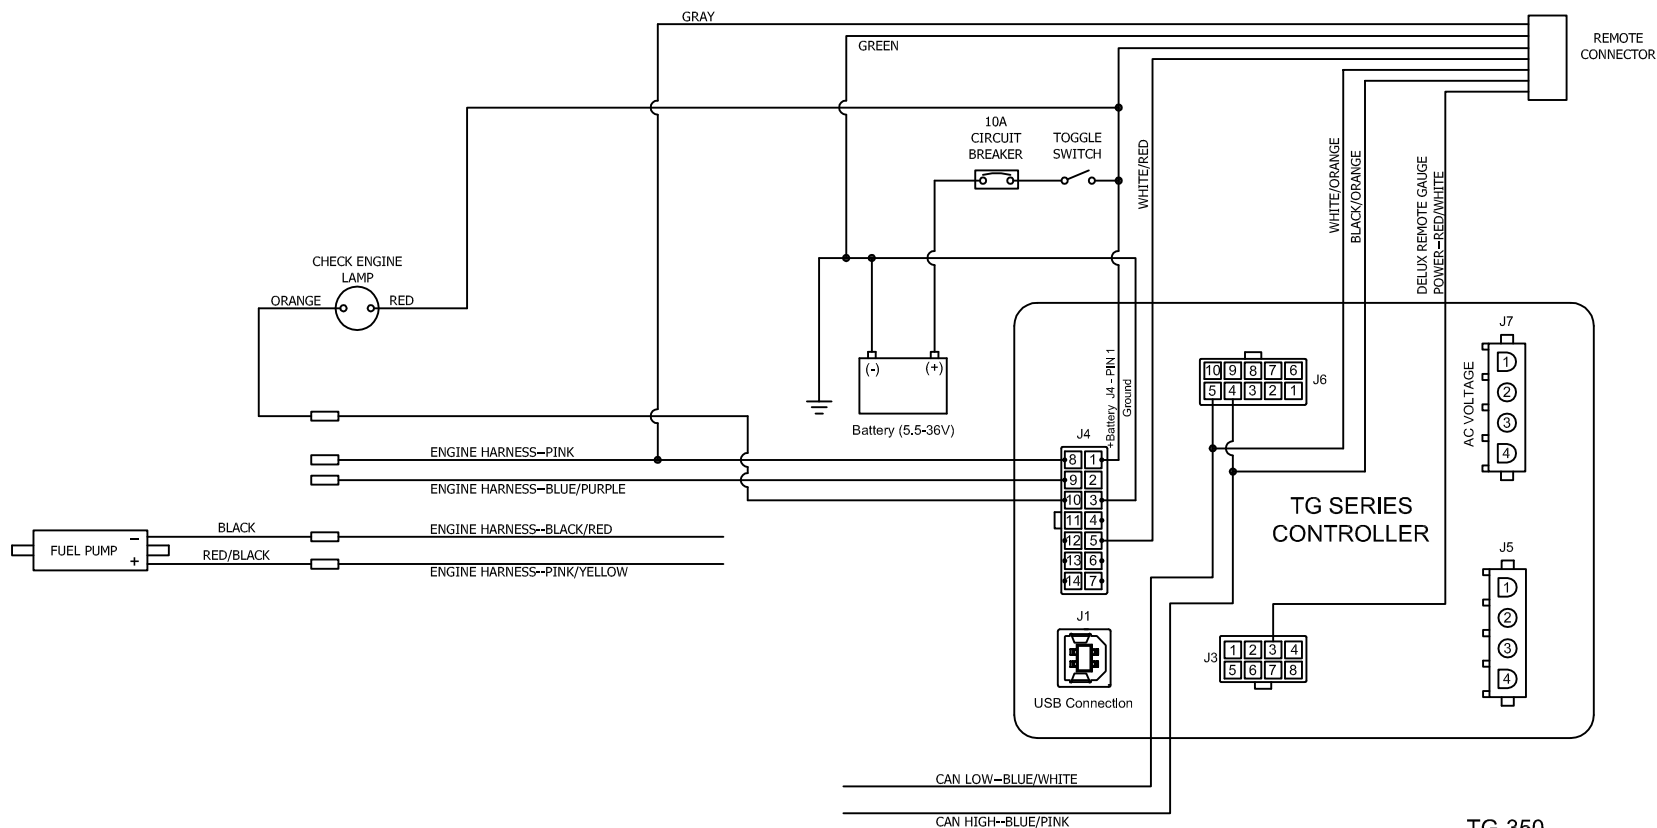 GRAY
GREEN
REMOTE
CONNECTOR
10A
CIRCUIT
BREAKER
TOGGLE
SWITCH
WHITE/RED
WHITE/ORANGE
BLACK/ORANGE
DELUX REMOTE GAUGE
POWER-RED/WHITE
CHECK ENGINE
LAMP
ORANGE
RED
(-)
(+)
Battery (5.5-36V)
+Battery J4 - PIN 1
Ground
J4
8 1
9 2
10 3
11 4
12 5
13 6
14 7
J6
10 9 8 7 6
5 4 3 2 1
J7
AC VOLTAGE
1
2
3
4
ENGINE HARNESS-PINK
ENGINE HARNESS-BLUE/PURPLE
TG SERIES
CONTROLLER
FUEL PUMP
-
+
BLACK
RED/BLACK
ENGINE HARNESS--BLACK/RED
ENGINE HARNESS--PINK/YELLOW
J5
1
2
3
4
J1
USB Connection
J3
1 2 3 4
5 6 7 8
CAN LOW-BLUE/WHITE
CAN HIGH--BLUE/PINK
TG 350